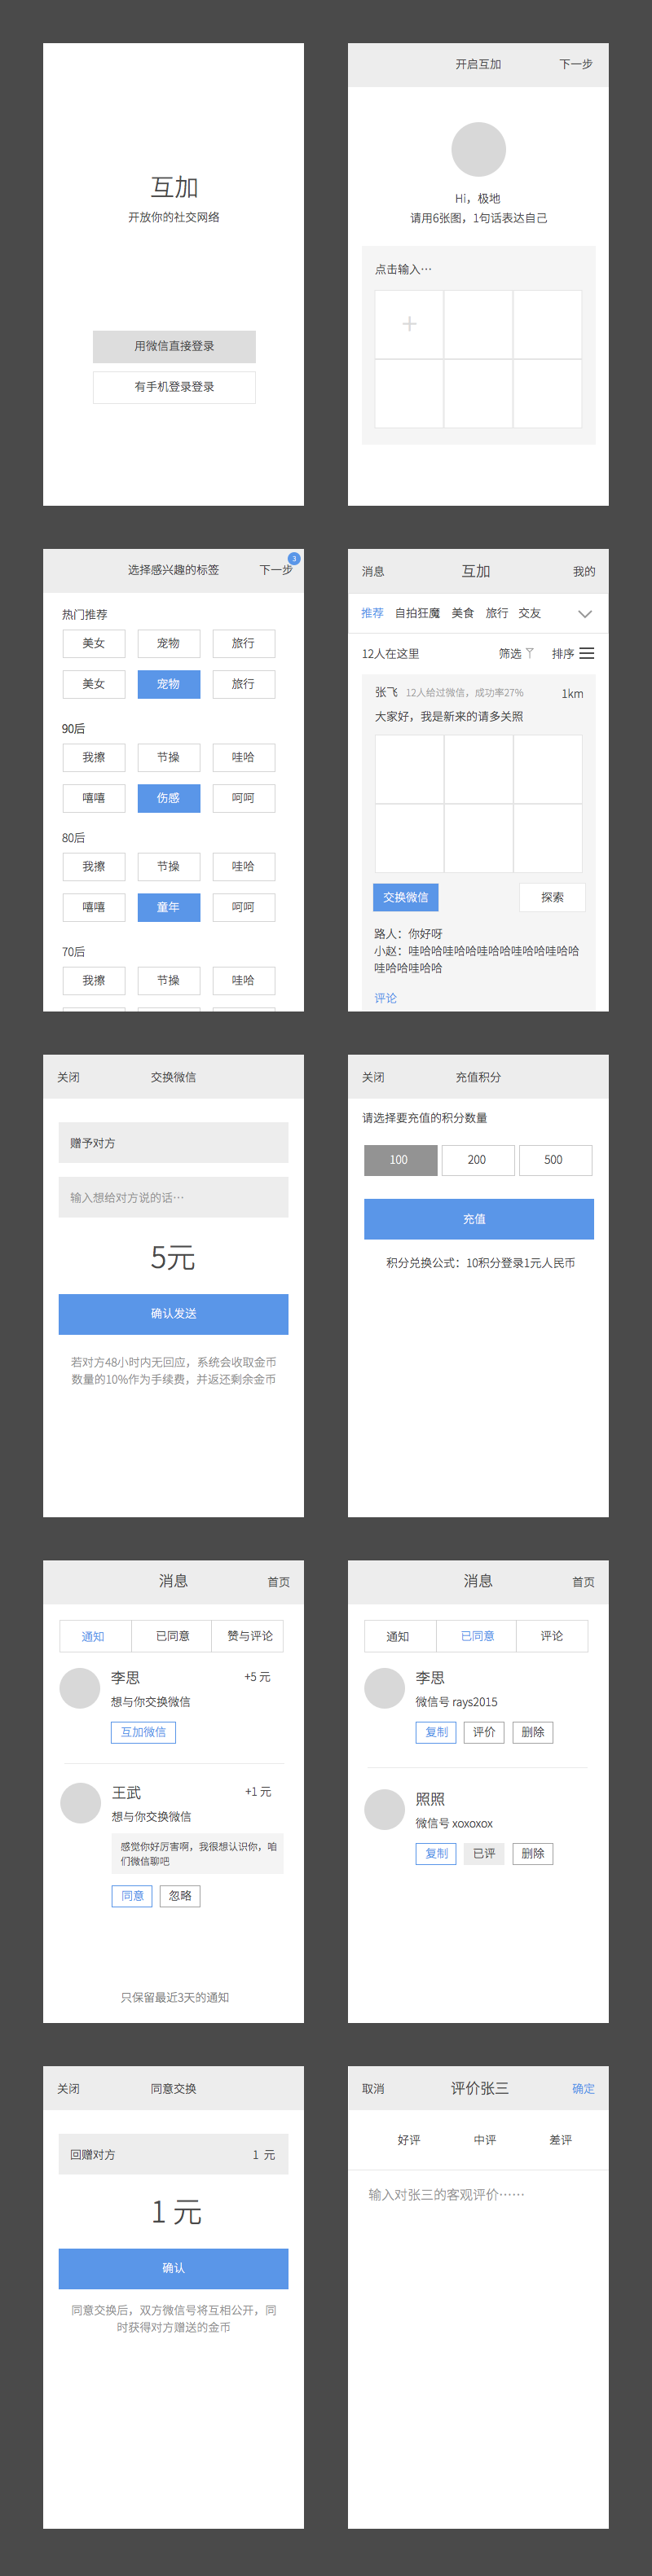 互加
开放你的社交网络
用微信直接登录
有手机登录登录
开启互加 下一步
Hi，极地
请用6张图，1句话表达自己
点击输入…
+
选择感兴趣的标签 下一步 3
热门推荐
美女 宠物 旅行
美女 宠物 旅行
90后
我擦 节操 哇哈
嘻嘻 伤感 呵呵
80后
我擦 节操 哇哈
嘻嘻 童年 呵呵
70后
我擦 节操 哇哈
消息 互加 我的
推荐 自拍狂魔 美食 旅行 交友
12人在这里 筛选 排序
张飞 12人给过微信，成功率27% 1km
大家好，我是新来的请多关照
交换微信 探索
路人：你好呀
小赵：哇哈哈哇哈哈哇哈哈哇哈哈哇哈哈
哇哈哈哇哈哈
评论
关闭 交换微信
赠予对方
输入想给对方说的话…
5元
确认发送
若对方48小时内无回应，系统会收取金币
数量的10%作为手续费，并返还剩余金币
关闭 充值积分
请选择要充值的积分数量
100 200 500
充值
积分兑换公式：10积分登录1元人民币
消息 首页
通知 已同意 赞与评论
李思 +5 元
想与你交换微信
互加微信
王武 +1 元
想与你交换微信
感觉你好厉害啊，我很想认识你，咱
们微信聊吧
同意 忽略
只保留最近3天的通知
消息 首页
通知 已同意 评论
李思
微信号 rays2015
复制 评价 删除
照照
微信号 xoxoxox
复制 已评 删除
关闭 同意交换
回赠对方 1 元
1 元
确认
同意交换后，双方微信号将互相公开，同
时获得对方赠送的金币
取消 评价张三 确定
好评 中评 差评
输入对张三的客观评价……